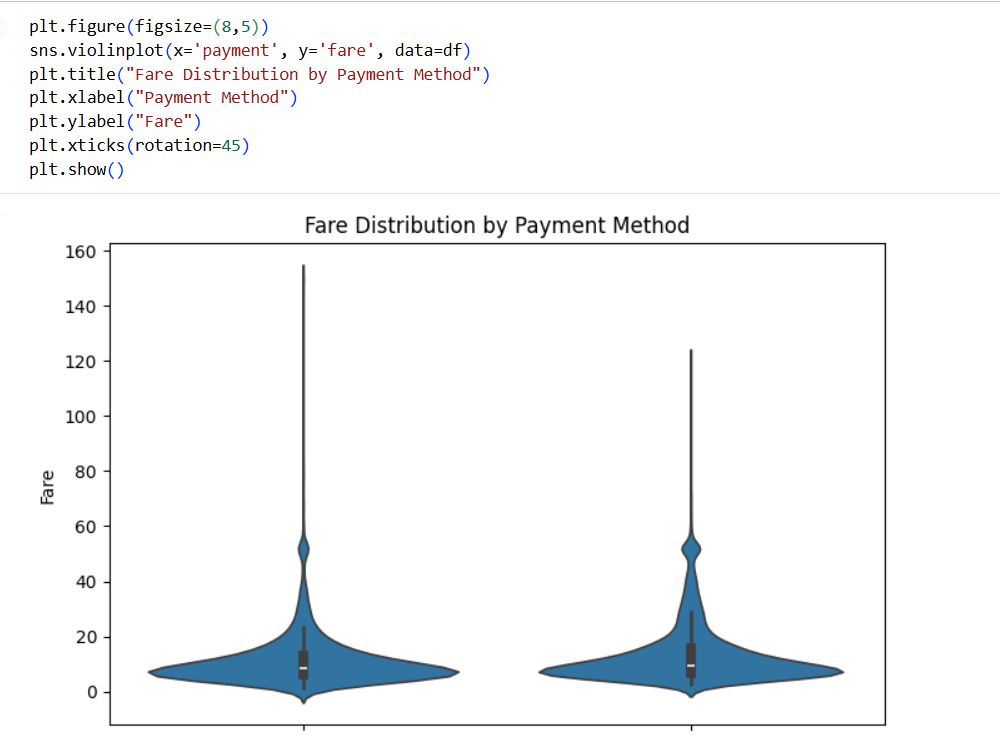 plt.figure(figsize=(8,5))
sns.violinplot(x='payment', y='fare', data=df)
plt.title("Fare Distribution by Payment Method")
plt.xlabel("Payment Method")
plt.ylabel("Fare")
plt.xticks(rotation=45)
plt.show()
Fare Distribution by Payment Method
160
140
120
100
80
60
40
20
0
Fare